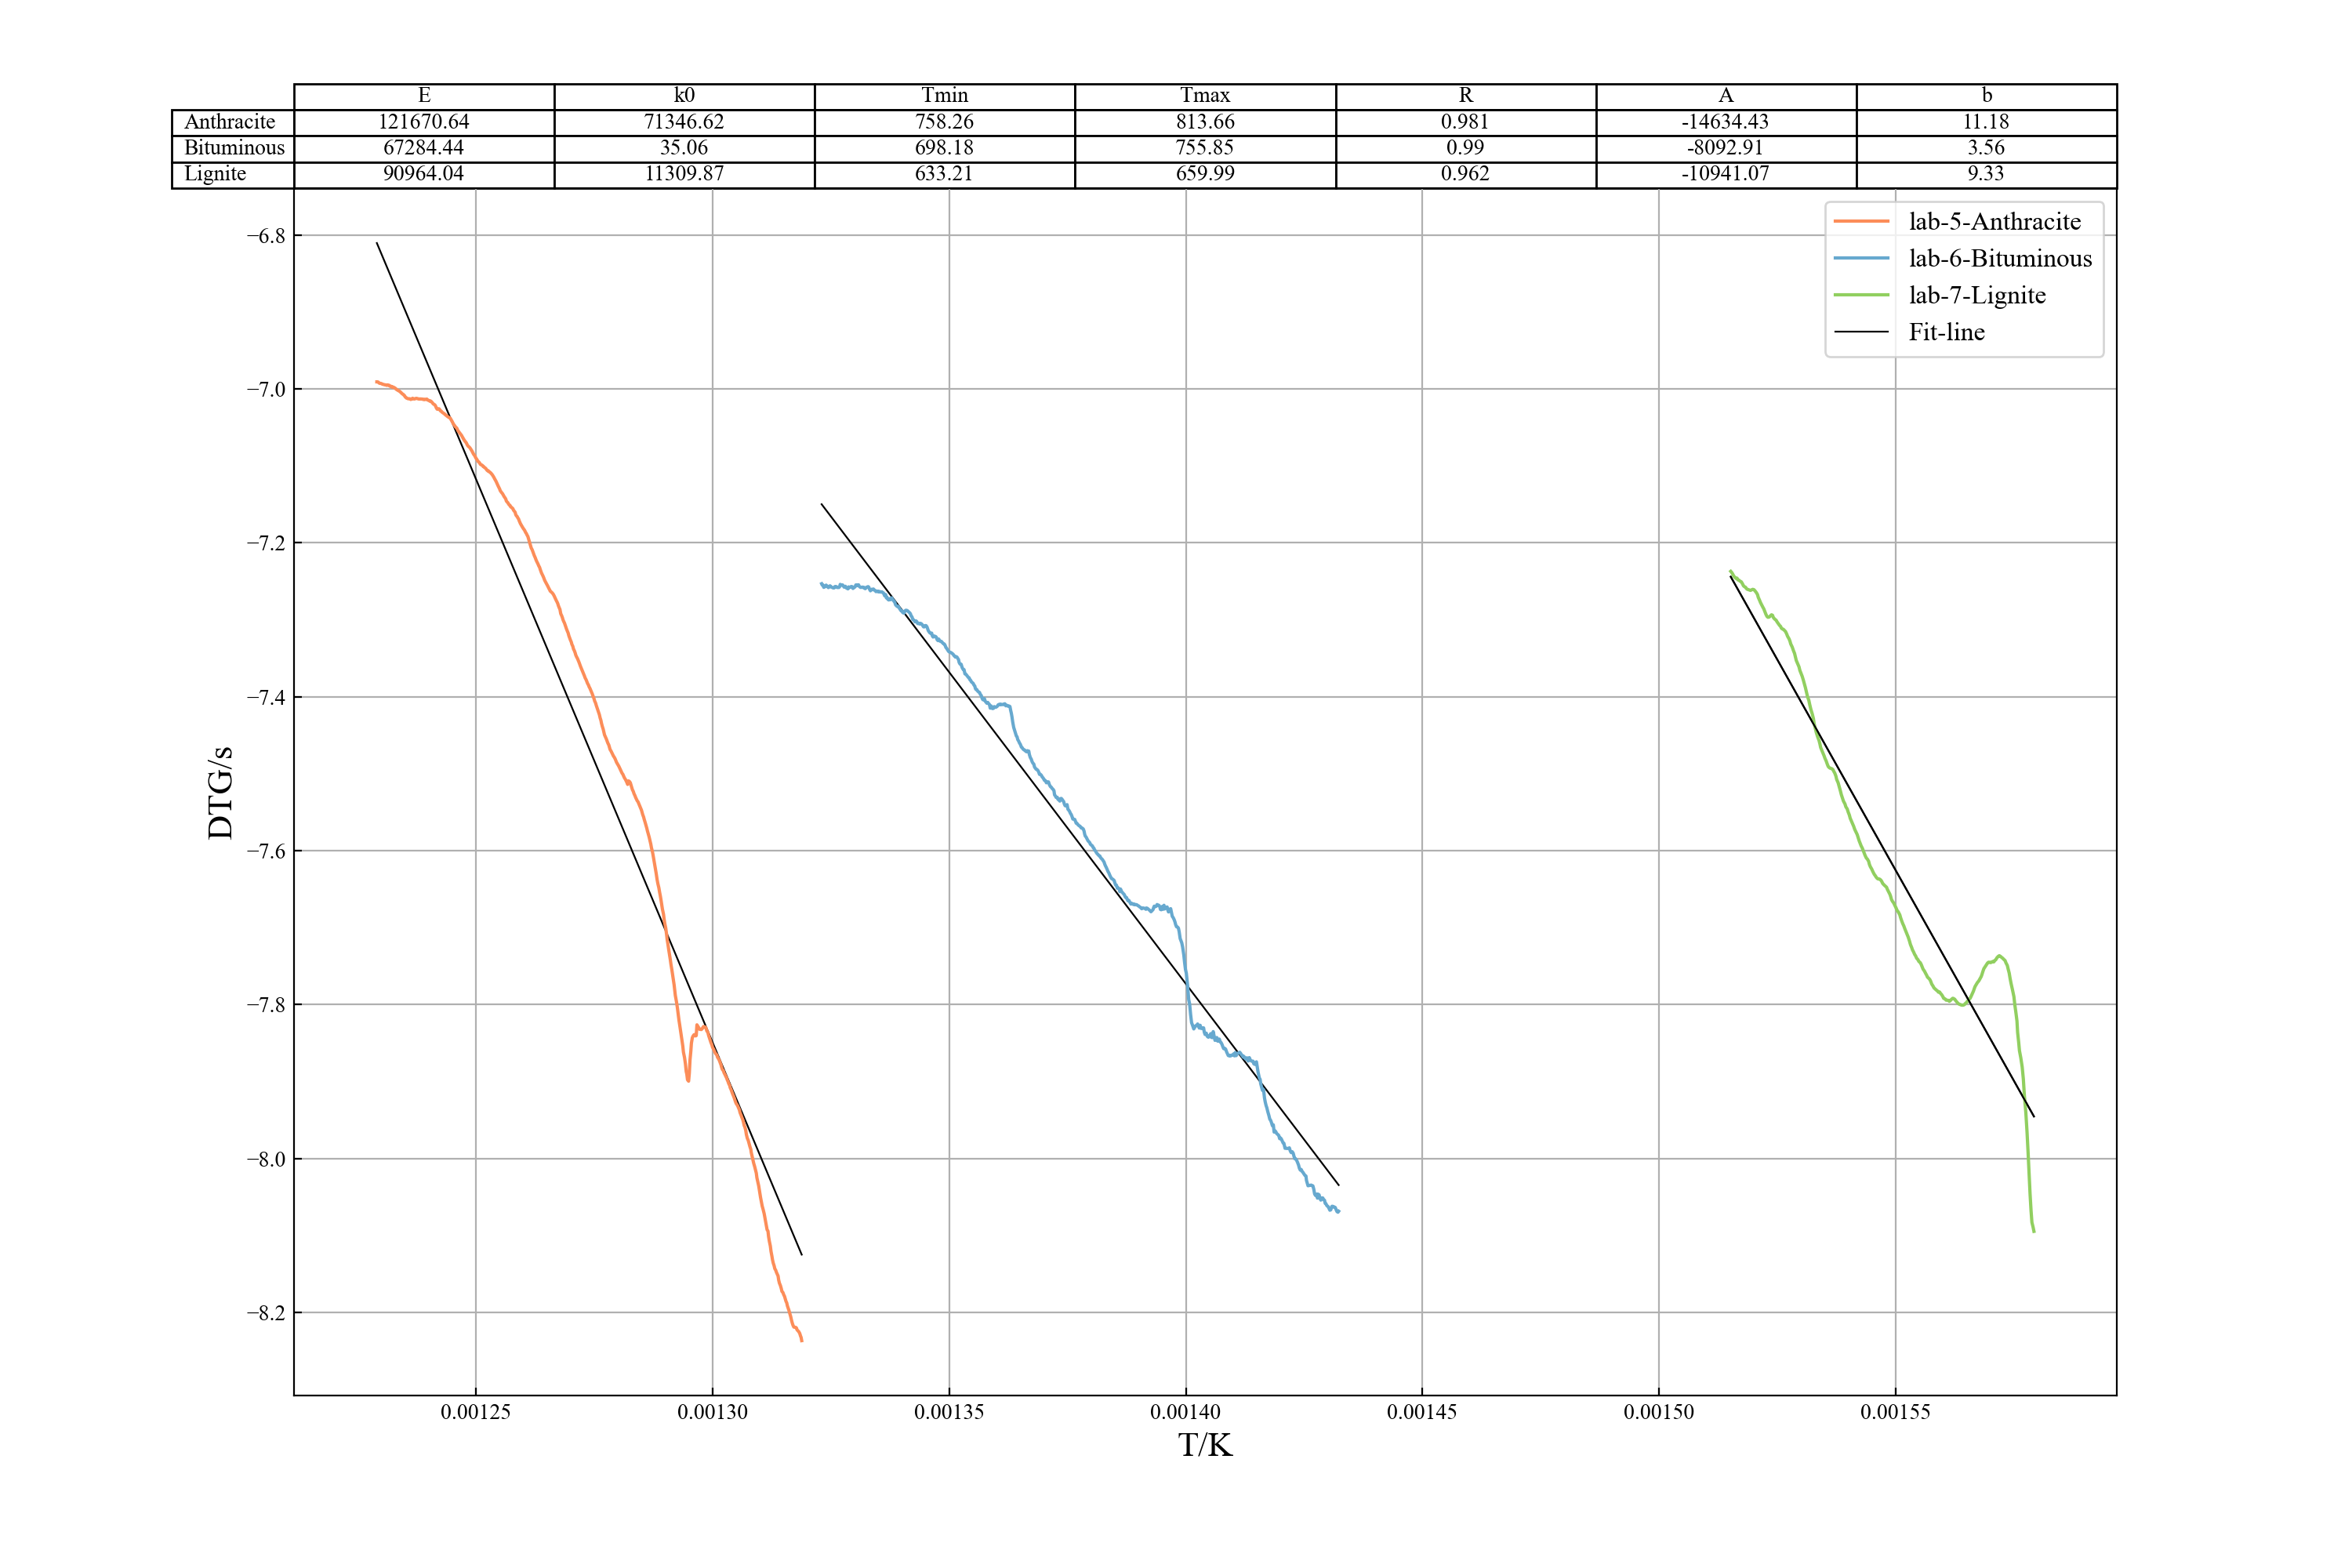 E k0 Tmin Tmax R A b
Anthracite 121670.64 71346.62 758.26 813.66 0.981 -14634.43 11.18
Bituminous 67284.44 35.06 698.18 755.85 0.99 -8092.91 3.56
Lignite 90964.04 11309.87 633.21 659.99 0.962 -10941.07 9.33
lab-5-Anthracite
lab-6-Bituminous
lab-7-Lignite
Fit-line
−6.8
−7.0
−7.2
−7.4
−7.6
−7.8
−8.0
−8.2
DTG/s
0.00125 0.00130 0.00135 0.00140 0.00145 0.00150 0.00155
T/K